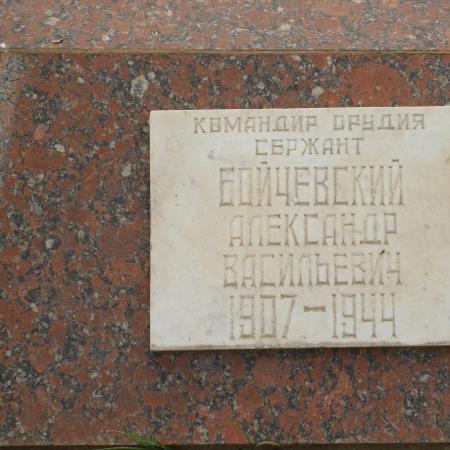 КОМАНДИР ОРУДИЯ
СЕРЖАНТ
БОЙЧЕВСКИЙ
АЛЕКСАНДР
ВАСИЛЬЕВИЧ
1907-1944